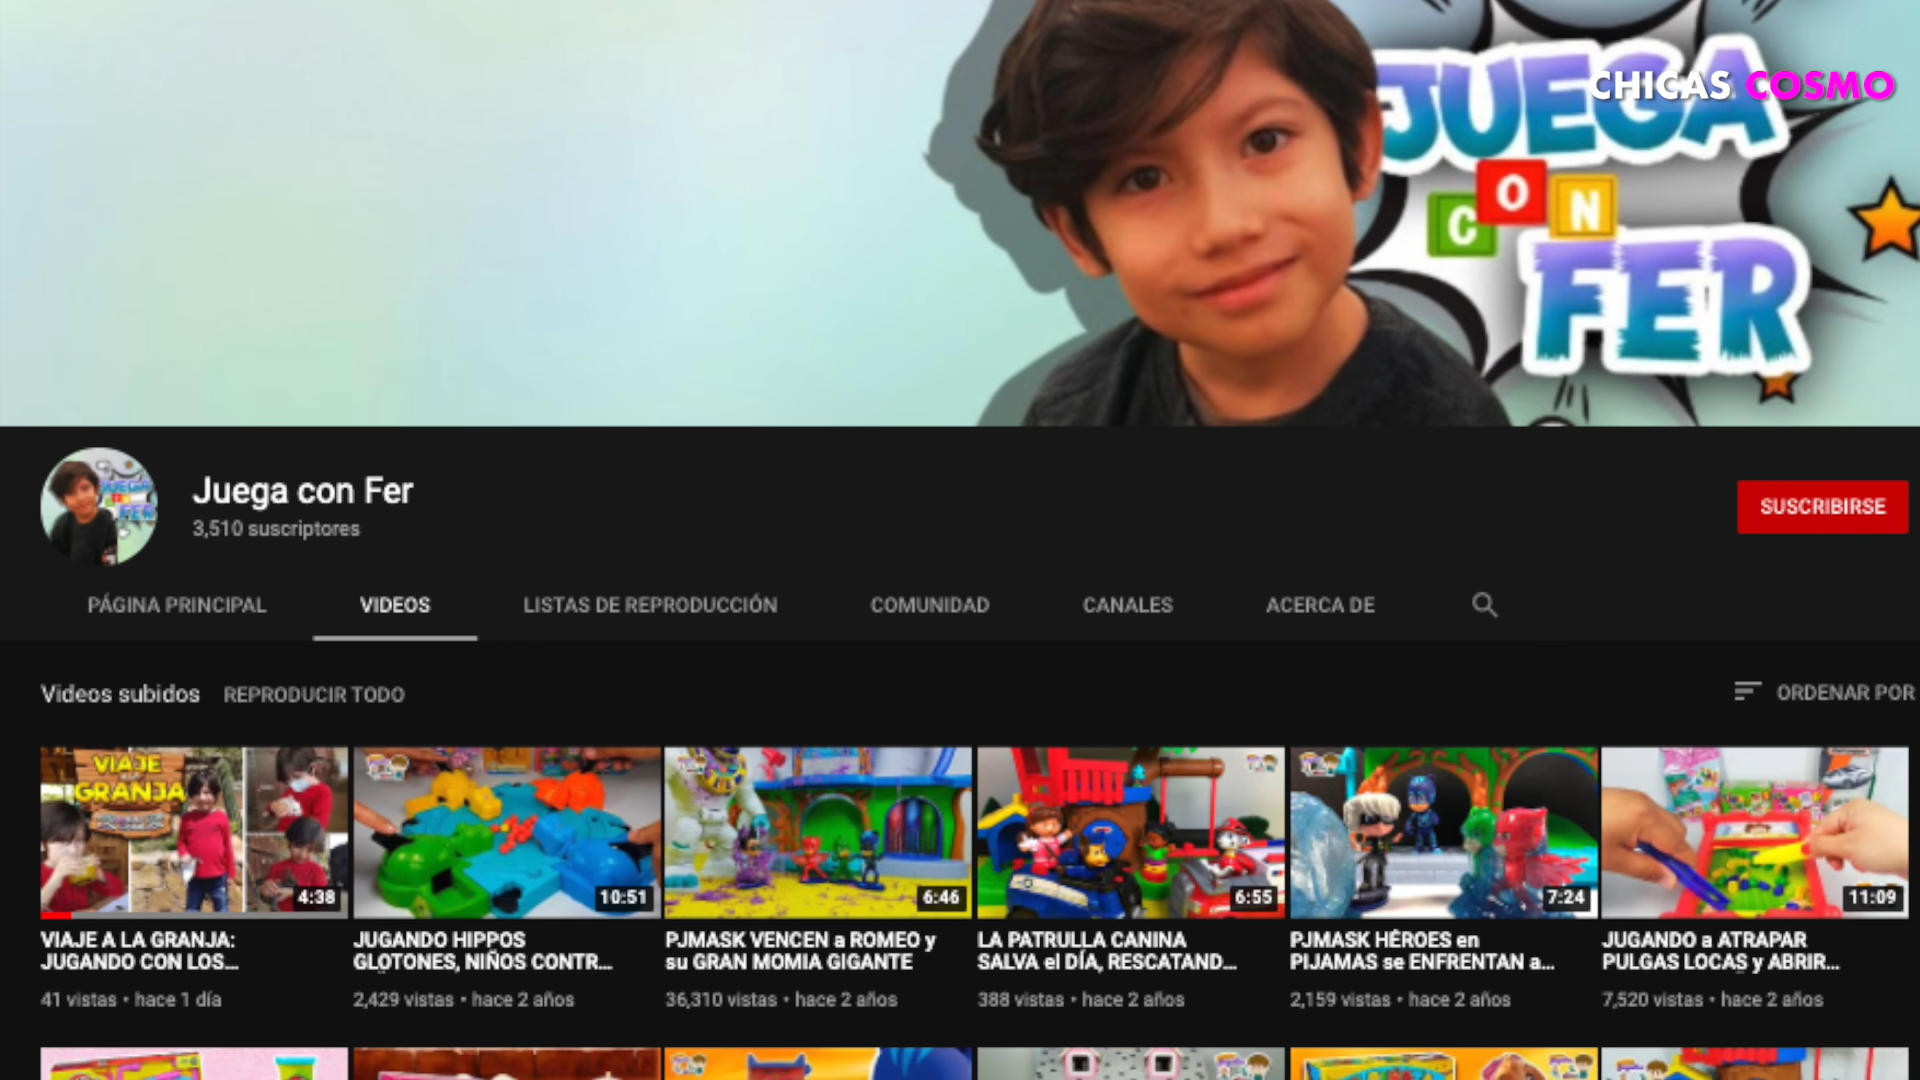 JUEGA
CHICAS COSMO
CON
FER
Juega con Fer
3,510 suscriptores
SUSCRIBIRSE
PÁGINA PRINCIPAL
VIDEOS
LISTAS DE REPRODUCCIÓN
COMUNIDAD
CANALES
ACERCA DE
Videos subidos
REPRODUCIR TODO
ORDENAR POR
VIAJE
GRANJA
4:38
10:51
6:46
6:55
7:24
11:09
VIAJE A LA GRANJA:
JUGANDO CON LOS...
41 vistas • hace 1 día
JUGANDO HIPPOS
GLOTONES, NIÑOS CONTR...
2,429 vistas • hace 2 años
PJMASK VENCEN a ROMEO y
su GRAN MOMIA GIGANTE
36,310 vistas • hace 2 años
LA PATRULLA CANINA
SALVA el DÍA, RESCATAND...
388 vistas • hace 2 años
PJMASK HÉROES en
PIJAMAS se ENFRENTAN a...
2,159 vistas • hace 2 años
JUGANDO a ATRAPAR
PULGAS LOCAS y ABRIR...
7,520 vistas • hace 2 años